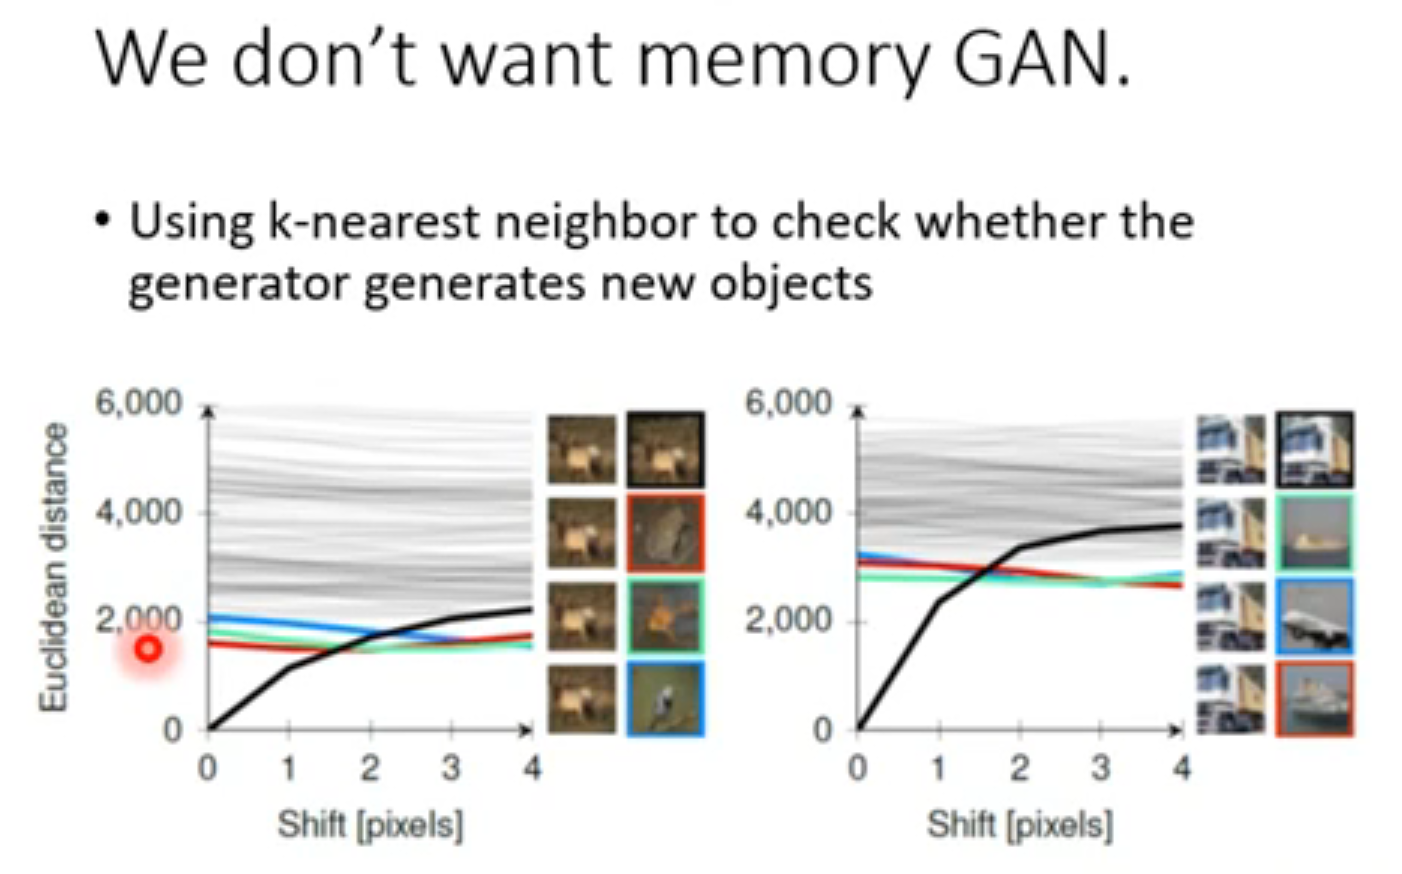 We don't want memory GAN.
• Using k-nearest neighbor to check whether the
generator generates new objects
Euclidean distance
6,000
4,000
2,000
0
0 1 2 3 4
Shift [pixels]
6,000
4,000
2,000
0
0 1 2 3 4
Shift [pixels]